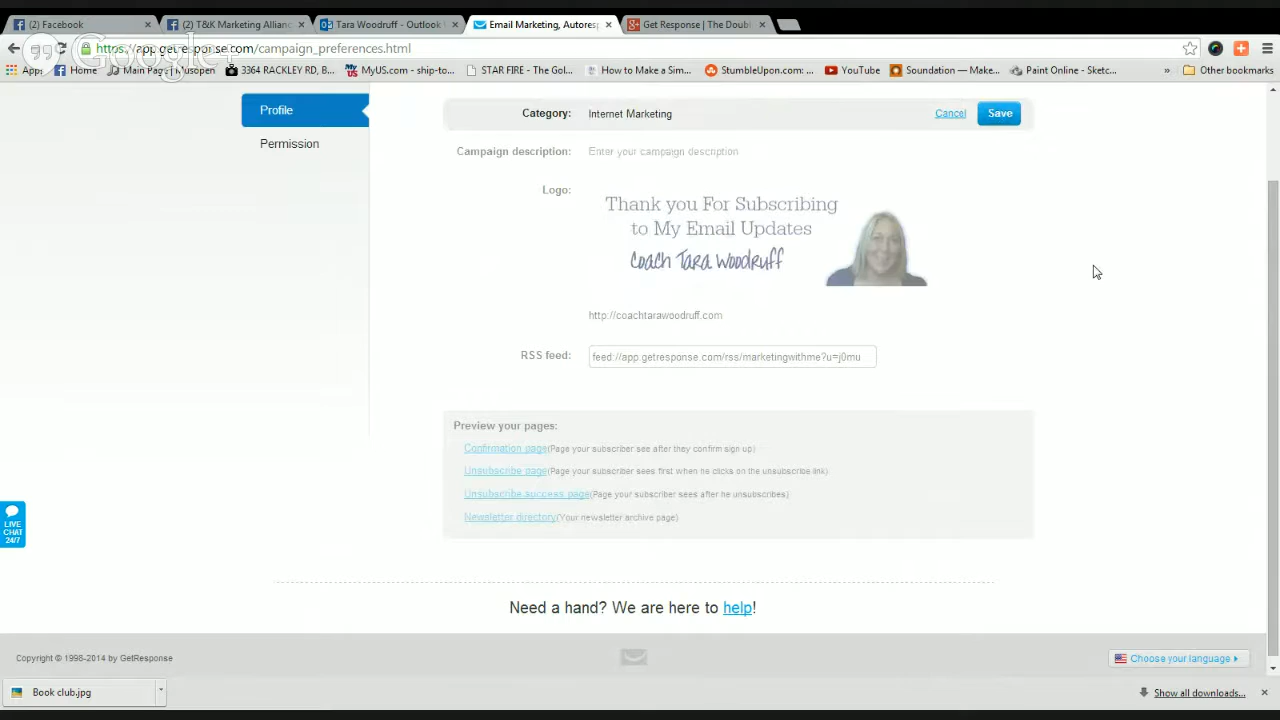 (2) Facebook
(2) T&K Marketing Allianc
Tara Woodruff - Outlook
Email Marketing, Autoresp
Get Response | The Doubl
https://app.getresponse.com/campaign_preferences.html
Google+
Apps
Home
Main Page | Musopen
3364 RACKLEY RD, B...
MyUS.com - ship-to...
STAR FIRE - The Gol...
How to Make a Sim...
StumbleUpon.com: ...
YouTube
Soundation — Make...
Paint Online - Sketc...
»
Other bookmarks
Profile
Permission
Category: Internet Marketing
Cancel
Save
Campaign description: Enter your campaign description
Logo:
Thank you For Subscribing
to My Email Updates
Coach Tara Woodruff
http://coachtarawoodruff.com
RSS feed: feed://app.getresponse.com/rss/marketingwithme?u=j0mu
Preview your pages:
Confirmation page(Page your subscriber see after they confirm sign up)
Unsubscribe page(Page your subscriber sees first when he clicks on the unsubscribe link)
Unsubscribe success page(Page your subscriber sees after he unsubscribes)
Newsletter directory(Your newsletter archive page)
LIVE
CHAT
24/7
Need a hand? We are here to help!
Copyright © 1998-2014 by GetResponse
Choose your language
Book club.jpg
Show all downloads...